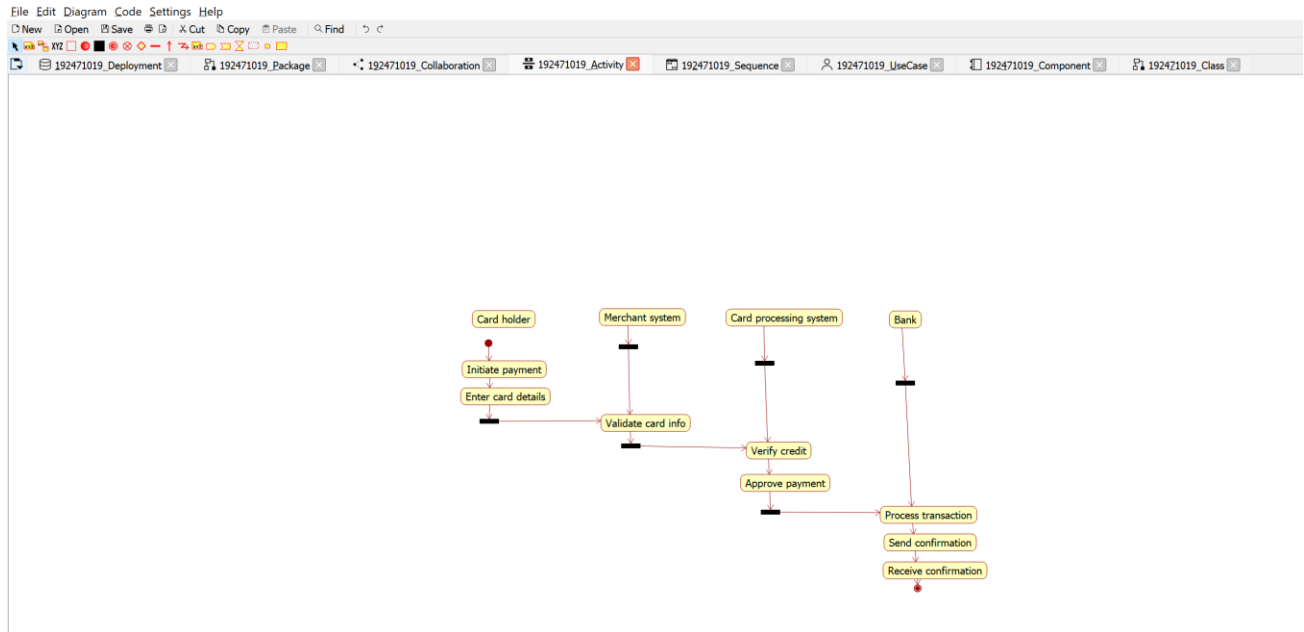 File Edit Diagram Code Settings Help
New Open Save Cut Copy Paste Find
XYZ
192471019_Deployment 192471019_Package 192471019_Collaboration 192471019_Activity 192471019_Sequence 192471019_UseCase 192471019_Component 192471019_Class
Card holder Merchant system Card processing system Bank
Initiate payment
Enter card details
Validate card info
Verify credit
Approve payment
Process transaction
Send confirmation
Receive confirmation